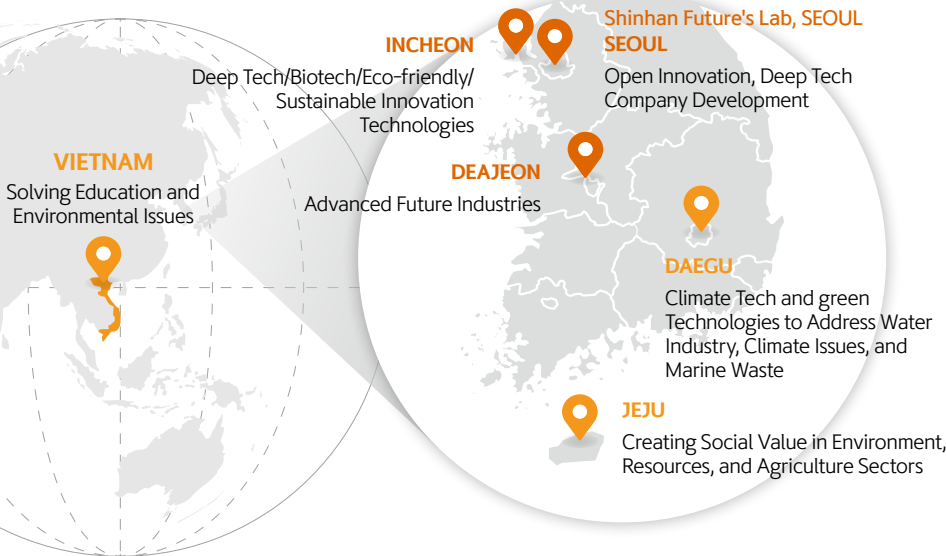 VIETNAM
Solving Education and
Environmental Issues
INCHEON
Deep Tech/Biotech/Eco-friendly/
Sustainable Innovation
Technologies
Shinhan Future's Lab, SEOUL
SEOUL
Open Innovation, Deep Tech
Company Development
DEAJEON
Advanced Future Industries
DAEGU
Climate Tech and green
Technologies to Address Water
Industry, Climate Issues, and
Marine Waste
JEJU
Creating Social Value in Environment,
Resources, and Agriculture Sectors